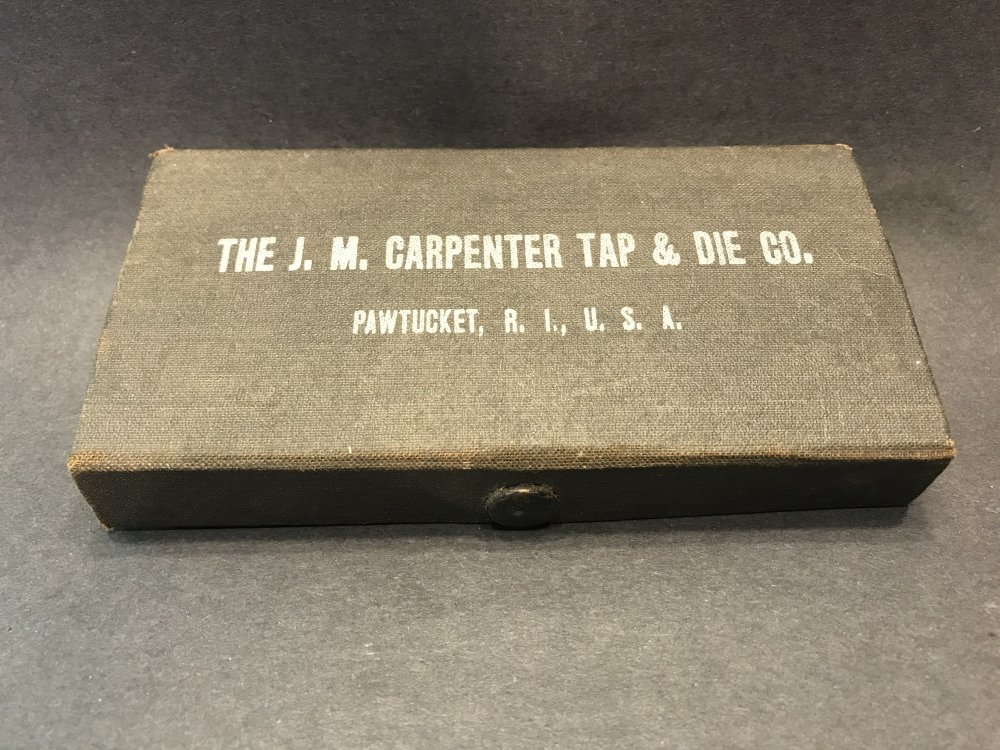 THE J. M. CARPENTER TAP & DIE CO.
PAWTUCKET, R. I., U. S. A.